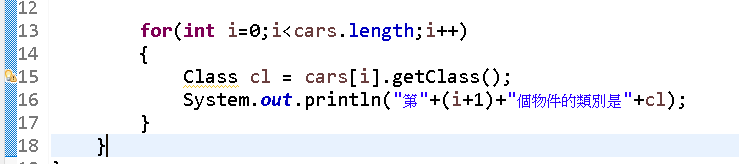 12
13 for(int i=0;i<cars.length;i++)
14 {
15 Class cl = cars[i].getClass();
16 System.out.println("第"+(i+1)+"個物件的類別是"+cl);
17 }
18 }